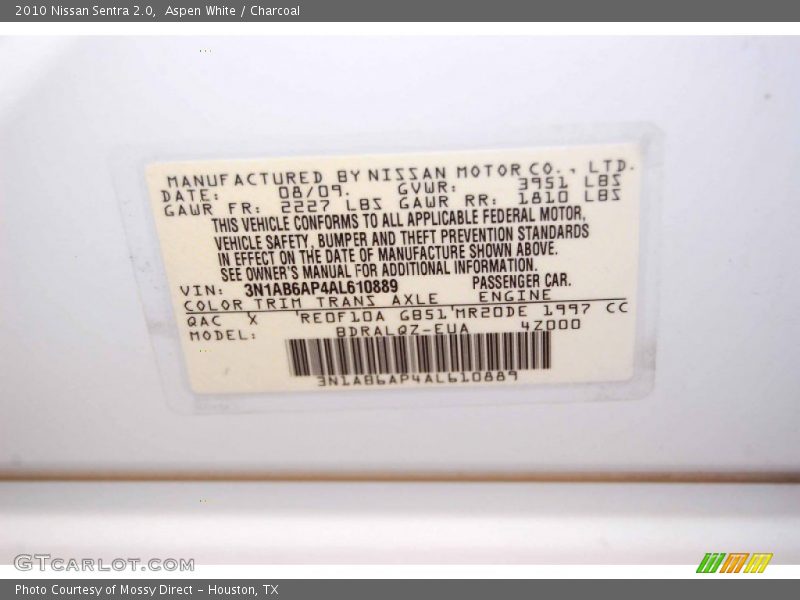 2010 Nissan Sentra 2.0, Aspen White / Charcoal
MANUFACTURED BY NISSAN MOTOR CO., LTD.
DATE: 08/09. GVWR: 3951 LBS
GAWR FR: 2227 LBS GAWR RR: 1810 LBS
THIS VEHICLE CONFORMS TO ALL APPLICABLE FEDERAL MOTOR,
VEHICLE SAFETY, BUMPER AND THEFT PREVENTION STANDARDS
IN EFFECT ON THE DATE OF MANUFACTURE SHOWN ABOVE.
SEE OWNER'S MANUAL FOR ADDITIONAL INFORMATION.
VIN: 3N1AB6AP4AL610889 PASSENGER CAR.
COLOR TRIM TRANS AXLE ENGINE
QAC X 'RE0F10A GB51'MR20DE 1997 CC
MODEL: BDRALQZ-EUA 4Z000
3N1AB6AP4AL610889
GTCARLOT.COM
Photo Courtesy of Mossy Direct - Houston, TX